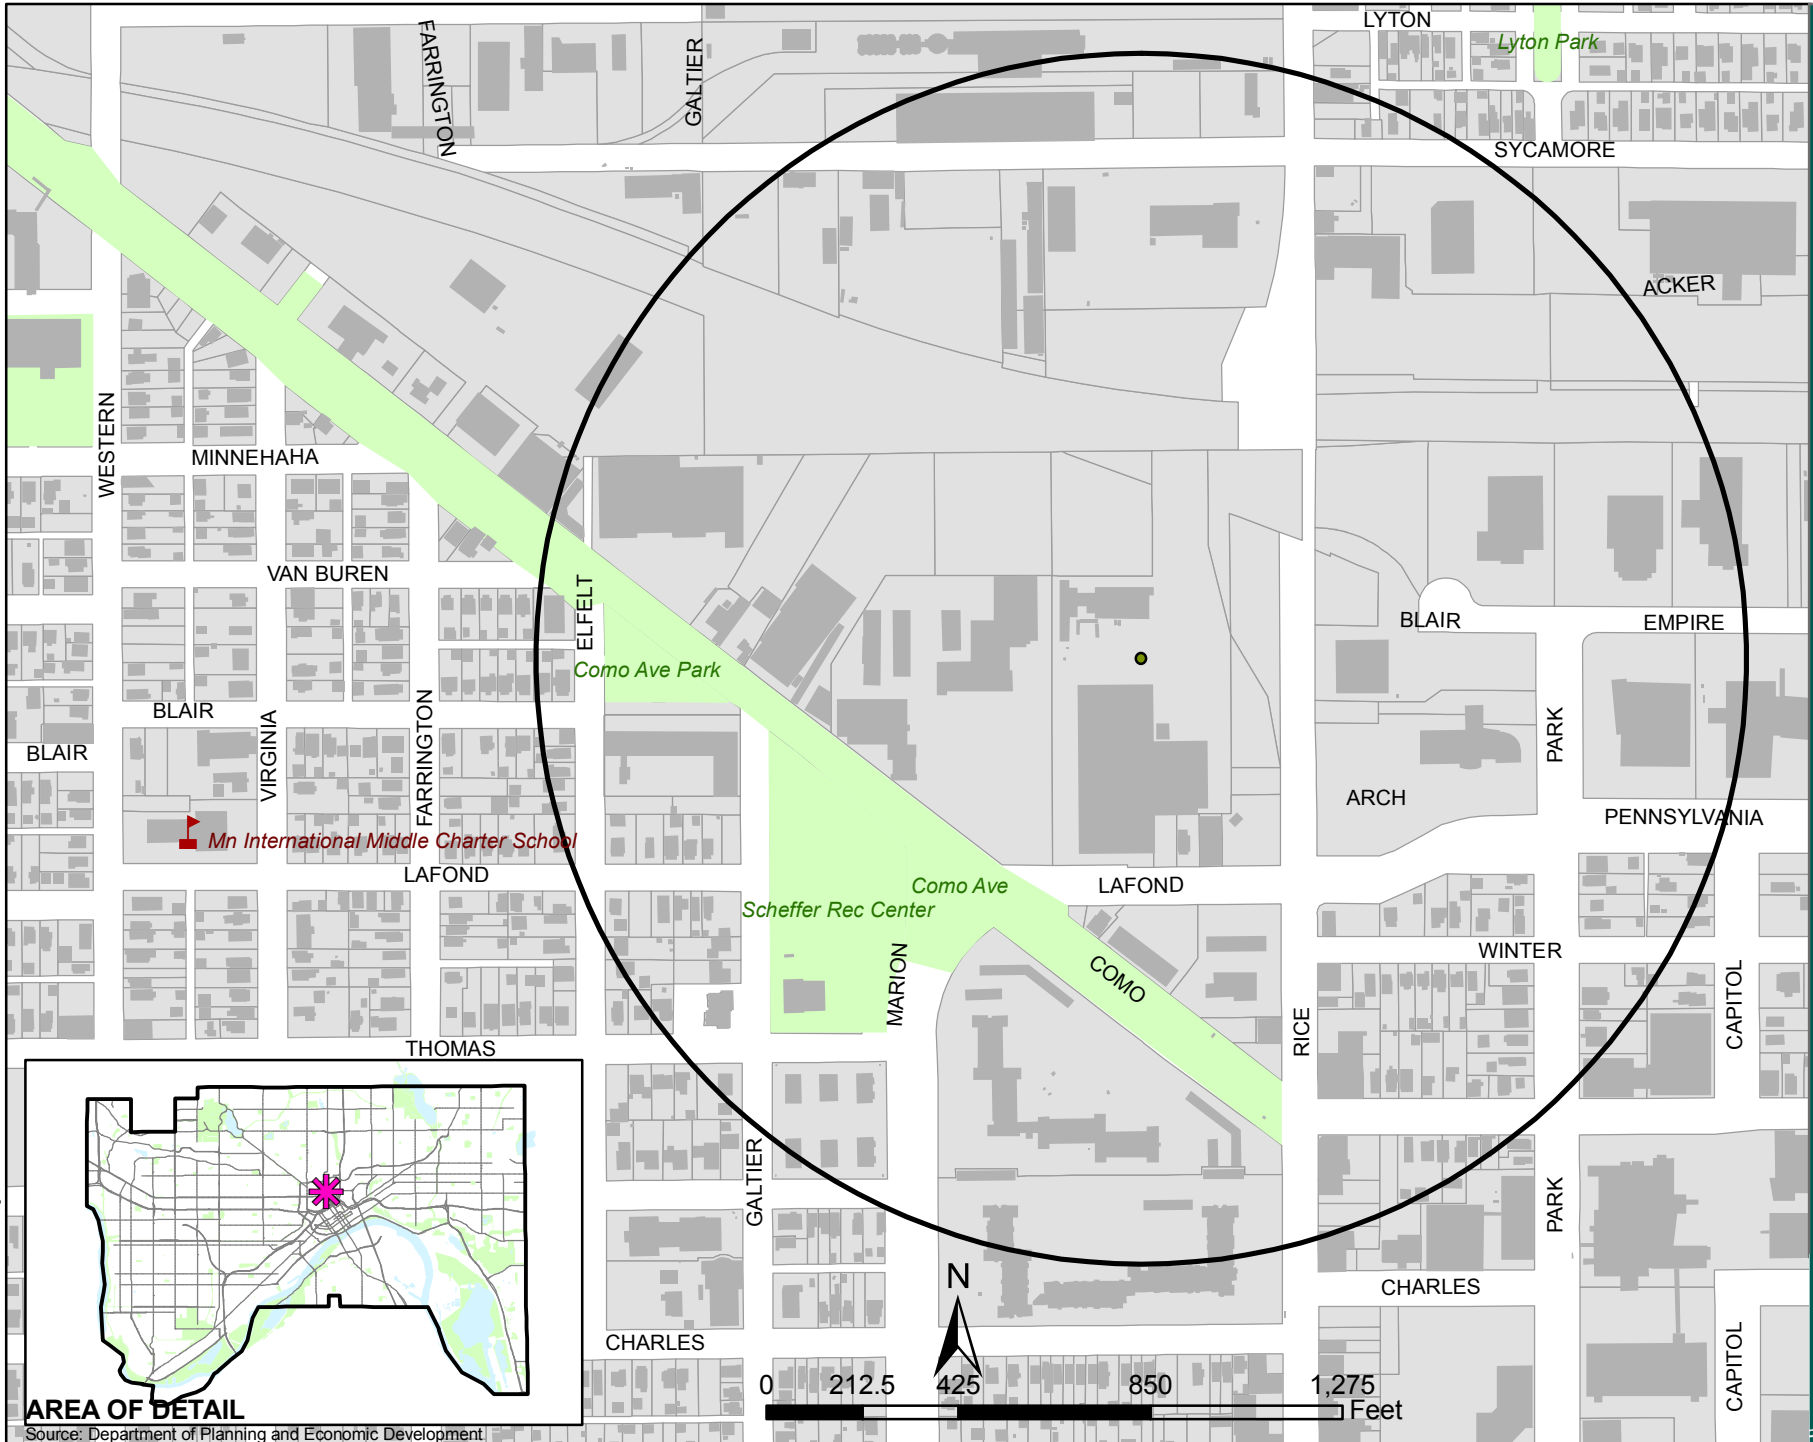 LYTON
Lyton Park
FARRINGTON
GALTIER
SYCAMORE
ACKER
WESTERN
MINNEHAHA
VAN BUREN
ELFELT
BLAIR
EMPIRE
Como Ave Park
BLAIR
VIRGINIA
FARRINGTON
PARK
BLAIR
ARCH
PENNSYLVANIA
Mn International Middle Charter School
LAFOND
Como Ave
LAFOND
Scheffer Rec Center
WINTER
MARION
COMO
CAPITOL
RICE
THOMAS
GALTIER
PARK
N
CHARLES
CHARLES
CAPITOL
0 212.5 425 850 1,275
Feet
AREA OF DETAIL
Source: Department of Planning and Economic Development